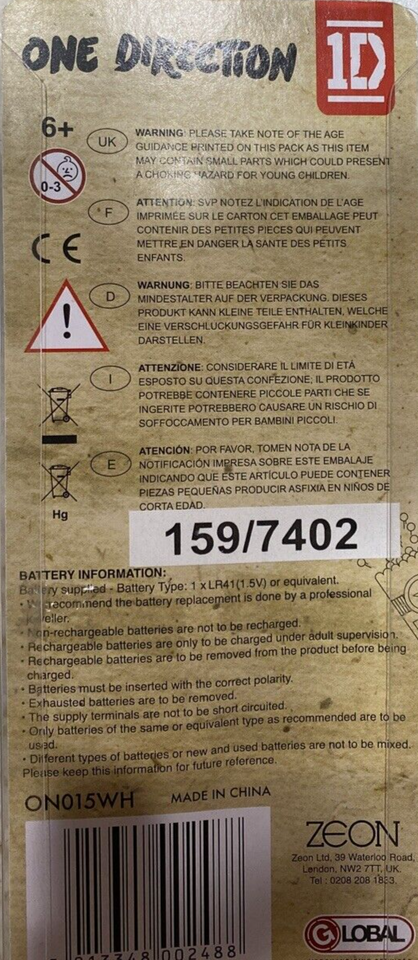 ONE DIRECTION
1D
6+
0-3
UK
WARNING: PLEASE TAKE NOTE OF THE AGE
GUIDANCE PRINTED ON THIS PACK AS THIS ITEM
MAY CONTAIN SMALL PARTS WHICH COULD PRESENT
A CHOKING HAZARD FOR YOUNG CHILDREN.
F
ATTENTION: SVP NOTEZ L'INDICATION DE L'AGE
IMPRIMÉE SUR LE CARTON CET EMBALLAGE PEUT
CONTENIR DES PETITES PIECES QUI PEUVENT
METTRE EN DANGER LA SANTE DES PETITS
ENFANTS.
CE
D
WARNUNG: BITTE BEACHTEN SIE DAS
MINDESTALTER AUF DER VERPACKUNG. DIESES
PRODUKT KANN KLEINE TEILE ENTHALTEN, WELCHE
EINE VERSCHLUCKUNGSGEFAHR FÜR KLEINKINDER
DARSTELLEN.
!
I
ATTENZIONE: CONSIDERARE IL LIMITE DI ETÀ
ESPOSTO SU QUESTA CONFEZIONE; IL PRODOTTO
POTREBBE CONTENERE PICCOLE PARTI CHE SE
INGERITE POTREBBERO CAUSARE UN RISCHIO DI
SOFFOCCAMENTO PER BAMBINI PICCOLI.
E
ATENCIÓN: POR FAVOR, TOMEN NOTA DE LA
NOTIFICACIÓN IMPRESA SOBRE ESTE EMBALAJE
INDICANDO QUE ESTE ARTÍCULO PUEDE CONTENER
PIEZAS PEQUEÑAS PRODUCIR ASFIXIA EN NIÑOS DE
CORTA EDAD.
Hg
159/7402
BATTERY INFORMATION:
Battery supplied - Battery Type: 1 x LR41(1.5V) or equivalent.
• We recommend the battery replacement is done by a professional
jeweller.
• Non-rechargeable batteries are not to be recharged.
• Rechargeable batteries are only to be charged under adult supervision.
• Rechargeable batteries are to be removed from the product before being
charged.
• Batteries must be inserted with the correct polarity.
• Exhausted batteries are to be removed.
• The supply terminals are not to be short circuited.
• Only batteries of the same or equivalent type as recommended are to be
used.
• Different types of batteries or new and used batteries are not to be mixed.
Please keep this information for future reference.
ON015WH MADE IN CHINA
ZEON
Zeon Ltd, 39 Waterloo Road,
London, NW2 7TT, UK.
Tel : 0208 208 1833.
GLOBAL
002488